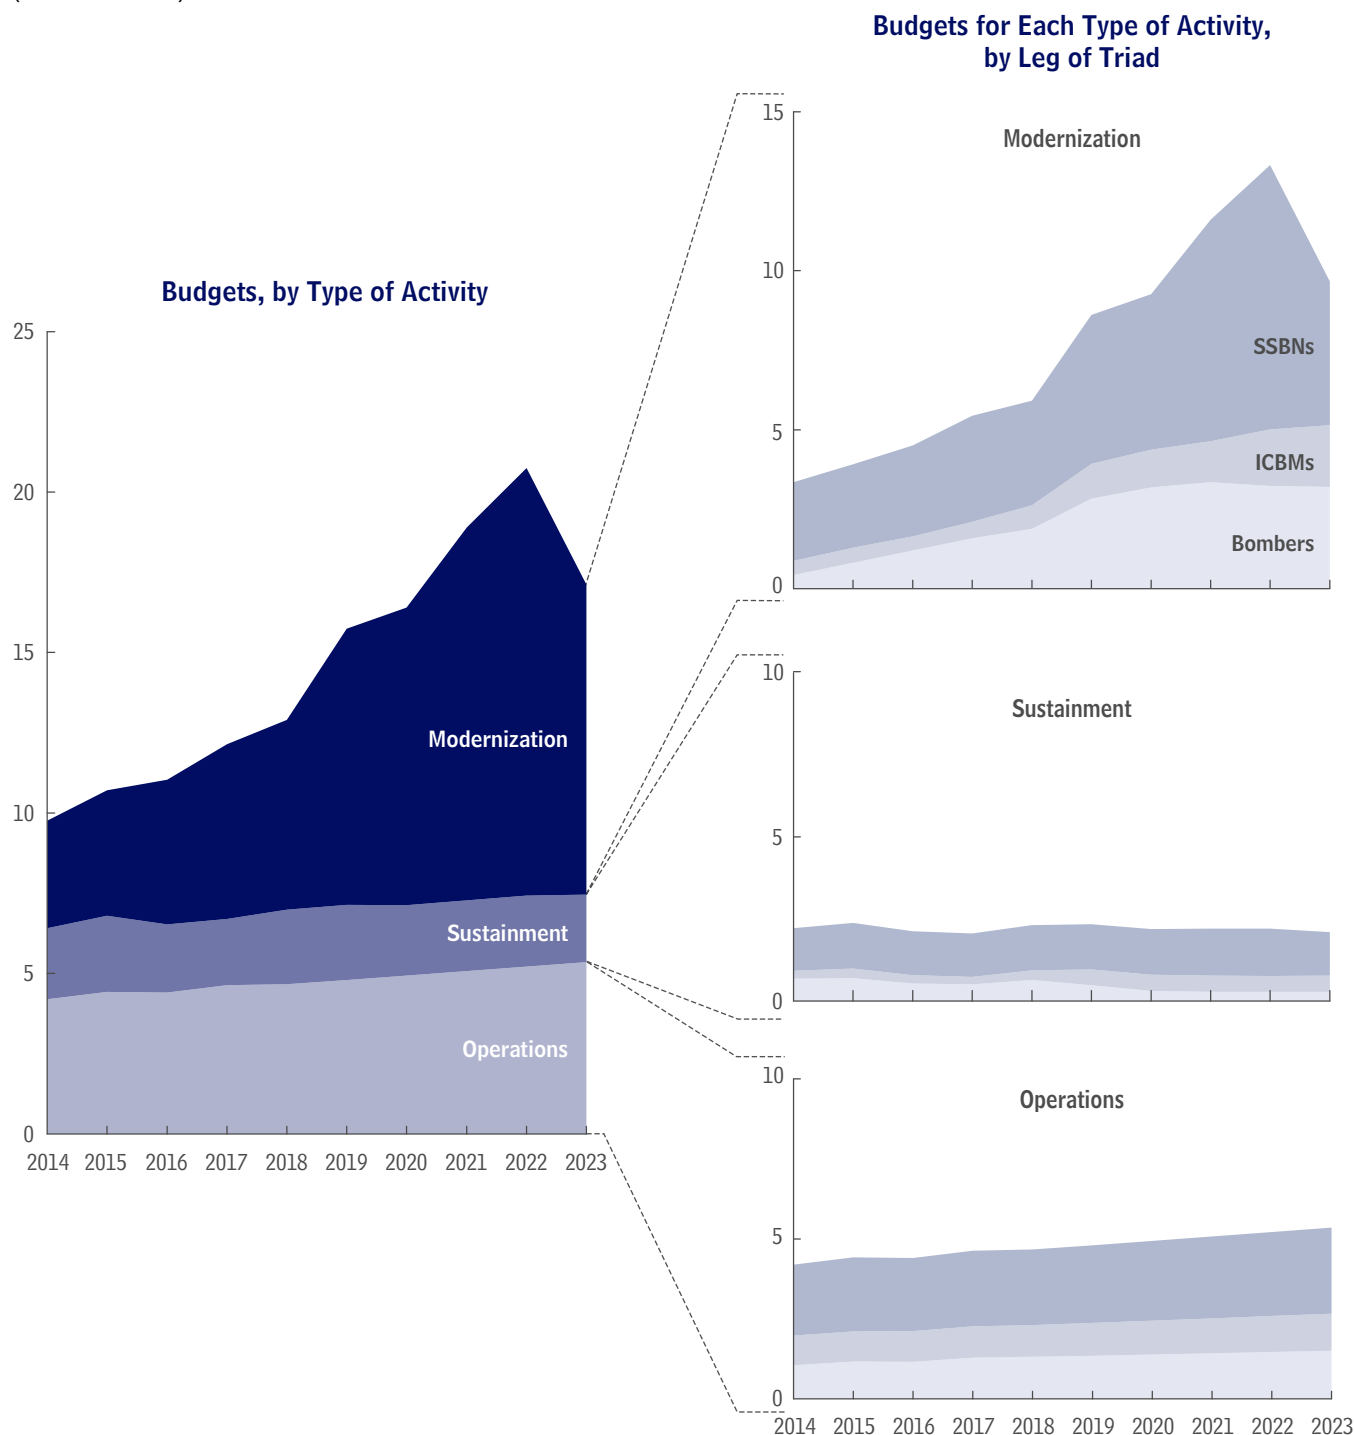 Budgets for Each Type of Activity,
by Leg of Triad
Budgets, by Type of Activity
25
20
15
10
5
0
Modernization
Sustainment
Operations
2014 2015 2016 2017 2018 2019 2020 2021 2022 2023
15
10
5
0
Modernization
SSBNs
ICBMs
Bombers
10
5
0
Sustainment
10
5
0
Operations
2014 2015 2016 2017 2018 2019 2020 2021 2022 2023